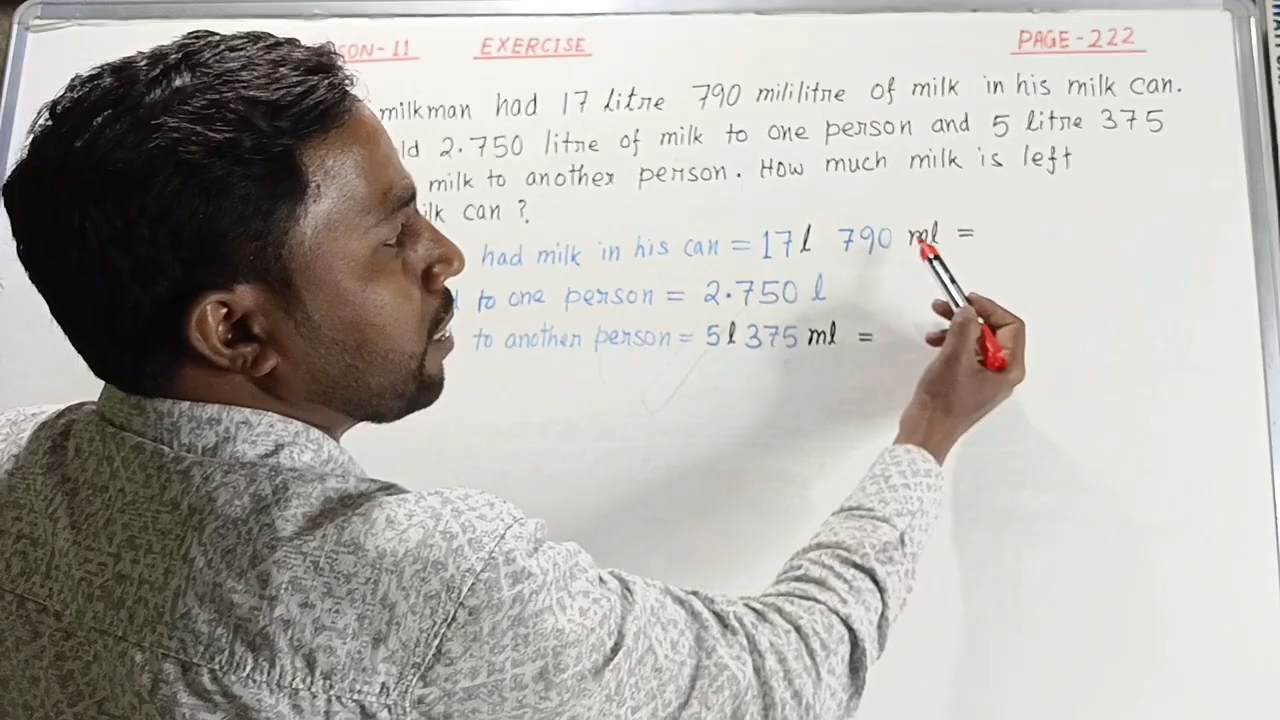 SON-11 EXERCISE PAGE-222
milkman had 17 litre 790 mililitre of milk in his milk can.
ld 2.750 litre of milk to one person and 5 litre 375
milk to another person. How much milk is left
ilk can ?
had milk in his can = 17l 790 ml =
d to one person = 2.750 l
to another person = 5l 375 ml =